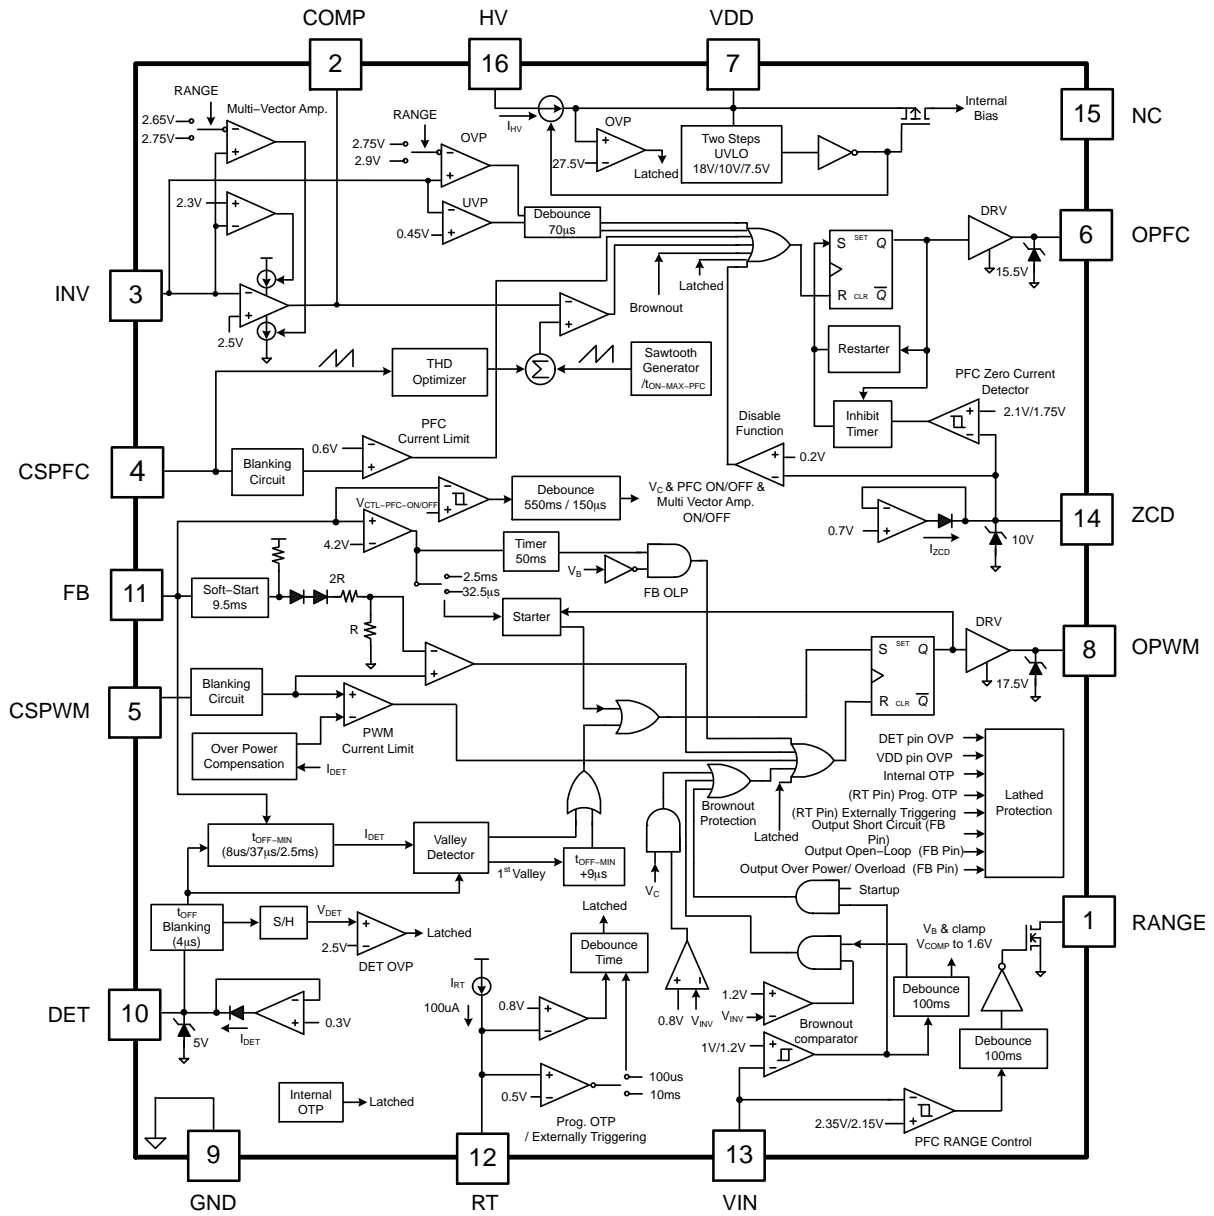 COMP
HV
VDD
2
16
7
15
NC
RANGE
Multi–Vector Amp.
2.65V
2.75V
RANGE
2.75V
2.9V
OVP
I_HV
OVP
27.5V
Latched
Two Steps
UVLO
18V/10V/7.5V
Internal
Bias
2.3V
UVP
0.45V
Debounce
70µs
S SET Q
R CLR Q
DRV
15.5V
6
OPFC
INV
3
2.5V
Brownout
Latched
Restarter
THD
Optimizer
Σ
Sawtooth
Generator
/tON–MAX–PFC
PFC Zero Current
Detector
Inhibit
Timer
2.1V/1.75V
CSPFC
4
Blanking
Circuit
0.6V
PFC
Current Limit
Disable
Function
0.2V
VCTL–PFC–ON/OFF
Debounce
550ms / 150µs
VC & PFC ON/OFF &
Multi Vector Amp.
ON/OFF
4.2V
Timer
50ms
VB
FB OLP
0.7V
IZCD
10V
14
ZCD
FB
11
Soft–Start
9.5ms
2R
R
2.5ms
32.5µs
Starter
S SET Q
R CLR Q
DRV
17.5V
8
OPWM
CSPWM
5
Blanking
Circuit
Over Power
Compensation
IDET
PWM
Current Limit
Brownout
Protection
Latched
DET pin OVP
VDD pin OVP
Internal OTP
(RT Pin) Prog. OTP
(RT Pin) Externally Triggering
Output Short Circuit (FB
Pin)
Output Open–Loop (FB Pin)
Output Over Power/ Overload (FB Pin)
Lathed
Protection
tOFF–MIN
(8us/37µs/2.5ms)
IDET
Valley
Detector
1st Valley
tOFF–MIN
+9µs
VC
Startup
tOFF
Blanking
(4µs)
S/H
VDET
2.5V
DET OVP
Latched
Latched
Debounce
Time
VB & clamp
VCOMP to 1.6V
1
RANGE
DET
10
5V
IDET
0.3V
IRT
100uA
0.8V
0.8V
VINV
1.2V
VINV
Debounce
100ms
Brownout
comparator
1V/1.2V
Debounce
100ms
Internal
OTP
Latched
0.5V
100us
10ms
Prog. OTP
/ Externally Triggering
2.35V/2.15V
PFC RANGE Control
9
GND
12
RT
13
VIN